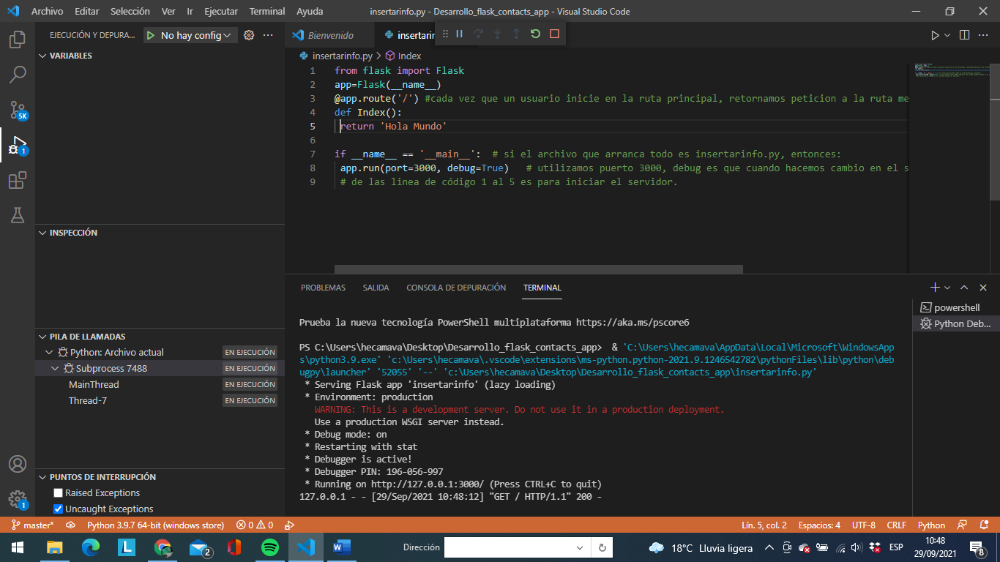 Archivo Editar Selección Ver Ir Ejecutar Terminal Ayuda
insertarinfo.py - Desarrollo_flask_contacts_app - Visual Studio Code
EJECUCIÓN Y DEPURA... No hay config
Bienvenido
insertarin
VARIABLES
insertarinfo.py > Index
1 from flask import Flask
2 app=Flask(__name__)
3 @app.route('/') #cada vez que un usuario inicie en la ruta principal, retornamos peticion a la ruta me
4 def Index():
5 return 'Hola Mundo'
6
7 if __name__ == '__main__': # si el archivo que arranca todo es insertarinfo.py, entonces:
8 app.run(port=3000, debug=True) # utilizamos puerto 3000, debug es que cuando hacemos cambio en el s
9 # de las linea de código 1 al 5 es para iniciar el servidor.
5K
1
INSPECCIÓN
PILA DE LLAMADAS
Python: Archivo actual EN EJECUCIÓN
Subprocess 7488 EN EJECUCIÓN
MainThread EN EJECUCIÓN
Thread-7 EN EJECUCIÓN
PUNTOS DE INTERRUPCIÓN
Raised Exceptions
Uncaught Exceptions
1
PROBLEMAS SALIDA CONSOLA DE DEPURACIÓN TERMINAL
powershell
Python Deb...
Prueba la nueva tecnología PowerShell multiplataforma https://aka.ms/pscore6
PS C:\Users\hecamava\Desktop\Desarrollo_flask_contacts_app> & 'C:\Users\hecamava\AppData\Local\Microsoft\WindowsApp
s\python3.9.exe' 'c:\Users\hecamava\.vscode\extensions\ms-python.python-2021.9.1246542782\pythonFiles\lib\python\deb
ugpy\launcher' '52055' '--' 'c:\Users\hecamava\Desktop\Desarrollo_flask_contacts_app\insertarinfo.py'
* Serving Flask app 'insertarinfo' (lazy loading)
* Environment: production
WARNING: This is a development server. Do not use it in a production deployment.
Use a production WSGI server instead.
* Debug mode: on
* Restarting with stat
* Debugger is active!
* Debugger PIN: 196-056-997
* Running on http://127.0.0.1:3000/ (Press CTRL+C to quit)
127.0.0.1 - - [29/Sep/2021 10:48:12] "GET / HTTP/1.1" 200 -
master* Python 3.9.7 64-bit (windows store) 0 0
Lín. 5, col. 2 Espacios: 4 UTF-8 CRLF Python
L
2
Dirección
18°C Lluvia ligera
ESP
10:48
29/09/2021
8